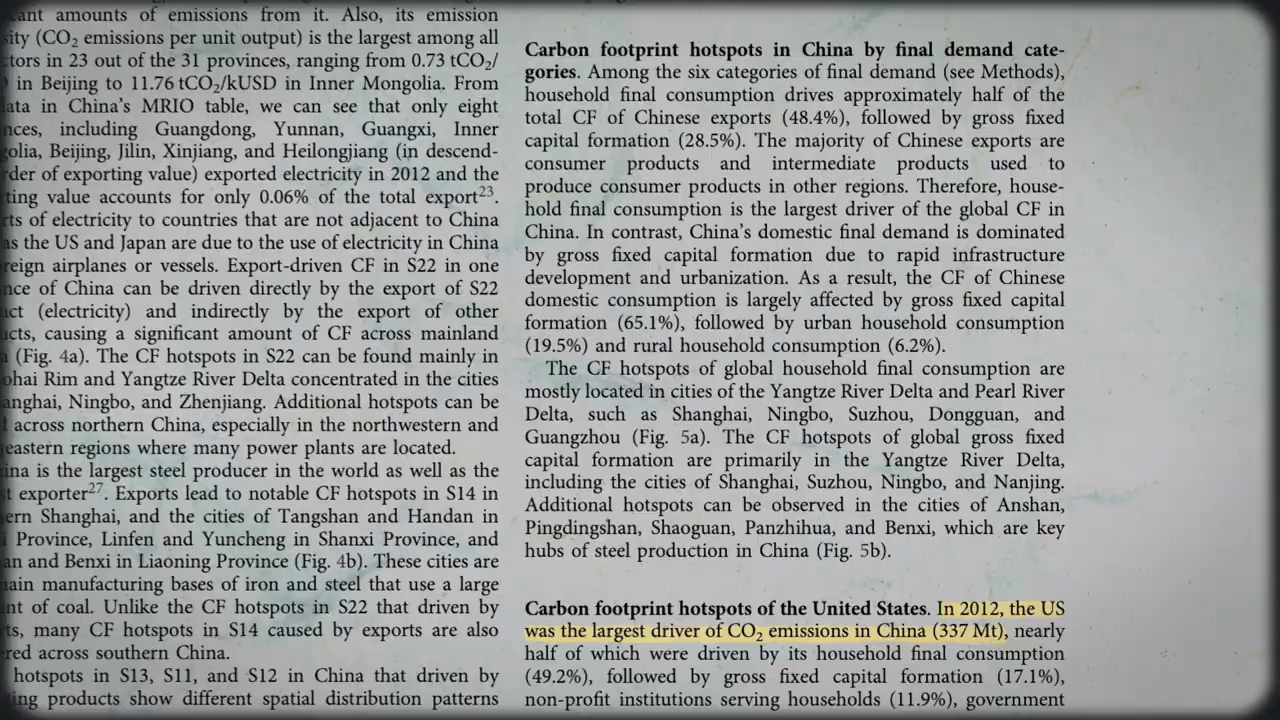 cant amounts of emissions from it. Also, its emission
sity (CO₂ emissions per unit output) is the largest among all
tors in 23 out of the 31 provinces, ranging from 0.73 tCO₂/
in Beijing to 11.76 tCO₂/kUSD in Inner Mongolia. From
ata in China's MRIO table, we can see that only eight
nces, including Guangdong, Yunnan, Guangxi, Inner
golia, Beijing, Jilin, Xinjiang, and Heilongjiang (in descend-
rder of exporting value) exported electricity in 2012 and the
ting value accounts for only 0.06% of the total export²³.
rts of electricity to countries that are not adjacent to China
as the US and Japan are due to the use of electricity in China
reign airplanes or vessels. Export-driven CF in S22 in one
nce of China can be driven directly by the export of S22
ct (electricity) and indirectly by the export of other
cts, causing a significant amount of CF across mainland
(Fig. 4a). The CF hotspots in S22 can be found mainly in
ohai Rim and Yangtze River Delta concentrated in the cities
anghai, Ningbo, and Zhenjiang. Additional hotspots can be
across northern China, especially in the northwestern and
eastern regions where many power plants are located.
ina is the largest steel producer in the world as well as the
t exporter²⁷. Exports lead to notable CF hotspots in S14 in
ern Shanghai, and the cities of Tangshan and Handan in
Province, Linfen and Yuncheng in Shanxi Province, and
an and Benxi in Liaoning Province (Fig. 4b). These cities are
ain manufacturing bases of iron and steel that use a large
nt of coal. Unlike the CF hotspots in S22 that driven by
ts, many CF hotspots in S14 caused by exports are also
red across southern China.
hotspots in S13, S11, and S12 in China that driven by
ing products show different spatial distribution patterns
Carbon footprint hotspots in China by final demand cate-
gories. Among the six categories of final demand (see Methods),
household final consumption drives approximately half of the
total CF of Chinese exports (48.4%), followed by gross fixed
capital formation (28.5%). The majority of Chinese exports are
consumer products and intermediate products used to
produce consumer products in other regions. Therefore, house-
hold final consumption is the largest driver of the global CF in
China. In contrast, China's domestic final demand is dominated
by gross fixed capital formation due to rapid infrastructure
development and urbanization. As a result, the CF of Chinese
domestic consumption is largely affected by gross fixed capital
formation (65.1%), followed by urban household consumption
(19.5%) and rural household consumption (6.2%).
The CF hotspots of global household final consumption are
mostly located in cities of the Yangtze River Delta and Pearl River
Delta, such as Shanghai, Ningbo, Suzhou, Dongguan, and
Guangzhou (Fig. 5a). The CF hotspots of global gross fixed
capital formation are primarily in the Yangtze River Delta,
including the cities of Shanghai, Suzhou, Ningbo, and Nanjing.
Additional hotspots can be observed in the cities of Anshan,
Pingdingshan, Shaoguan, Panzhihua, and Benxi, which are key
hubs of steel production in China (Fig. 5b).
Carbon footprint hotspots of the United States. In 2012, the US
was the largest driver of CO₂ emissions in China (337 Mt), nearly
half of which were driven by its household final consumption
(49.2%), followed by gross fixed capital formation (17.1%),
non-profit institutions serving households (11.9%), government